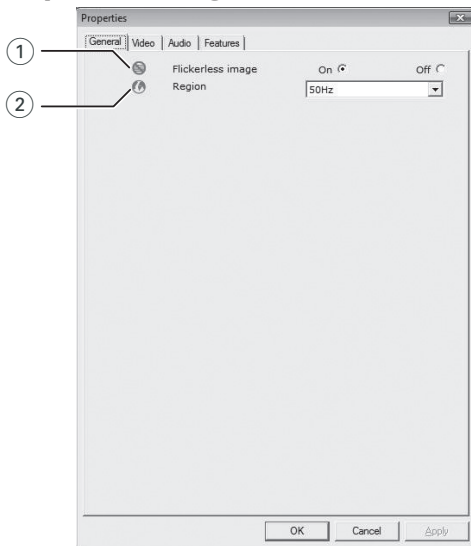 Properties
General Video Audio Features
1 Flickerless image On Off
2 Region 50Hz
OK Cancel Apply